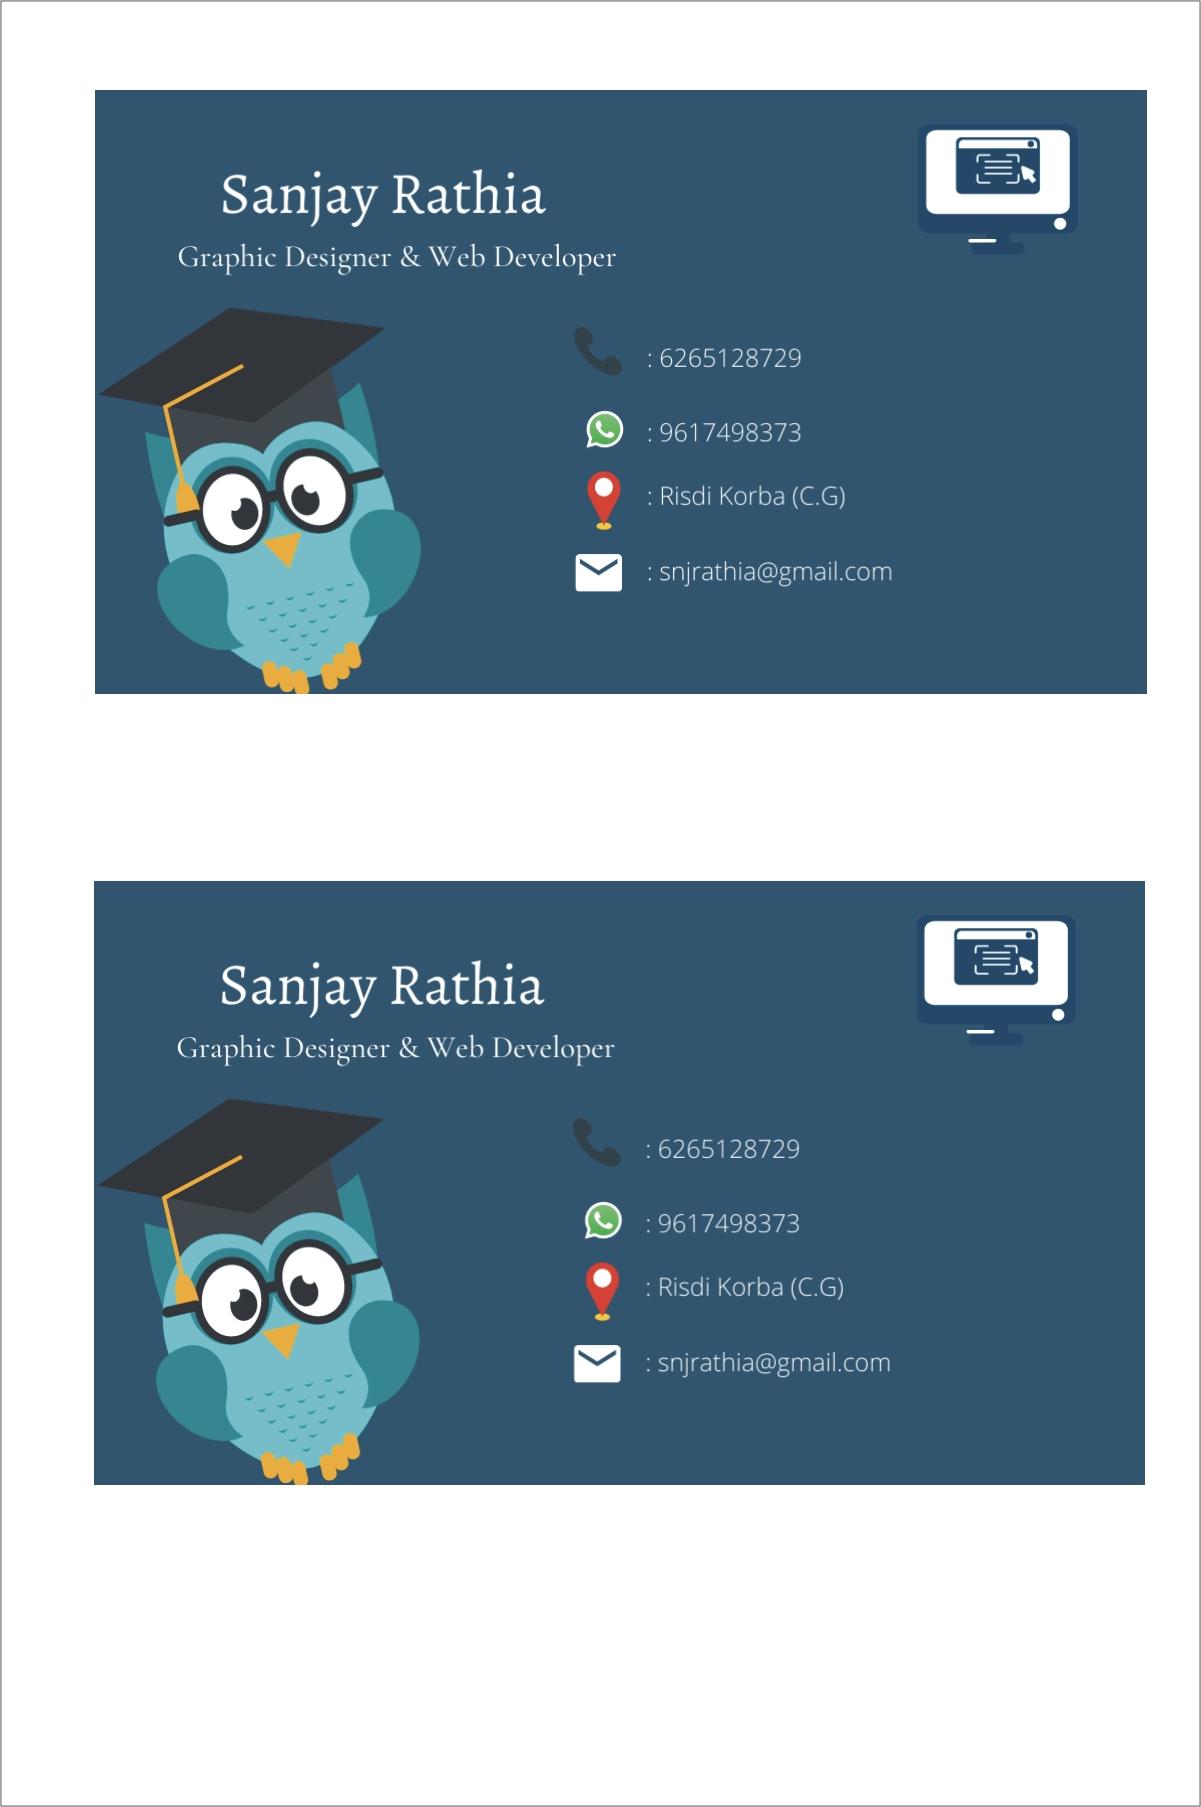 Sanjay Rathia
Graphic Designer & Web Developer
: 6265128729
: 9617498373
: Risdi Korba (C.G)
: snjrathia@gmail.com
Sanjay Rathia
Graphic Designer & Web Developer
: 6265128729
: 9617498373
: Risdi Korba (C.G)
: snjrathia@gmail.com